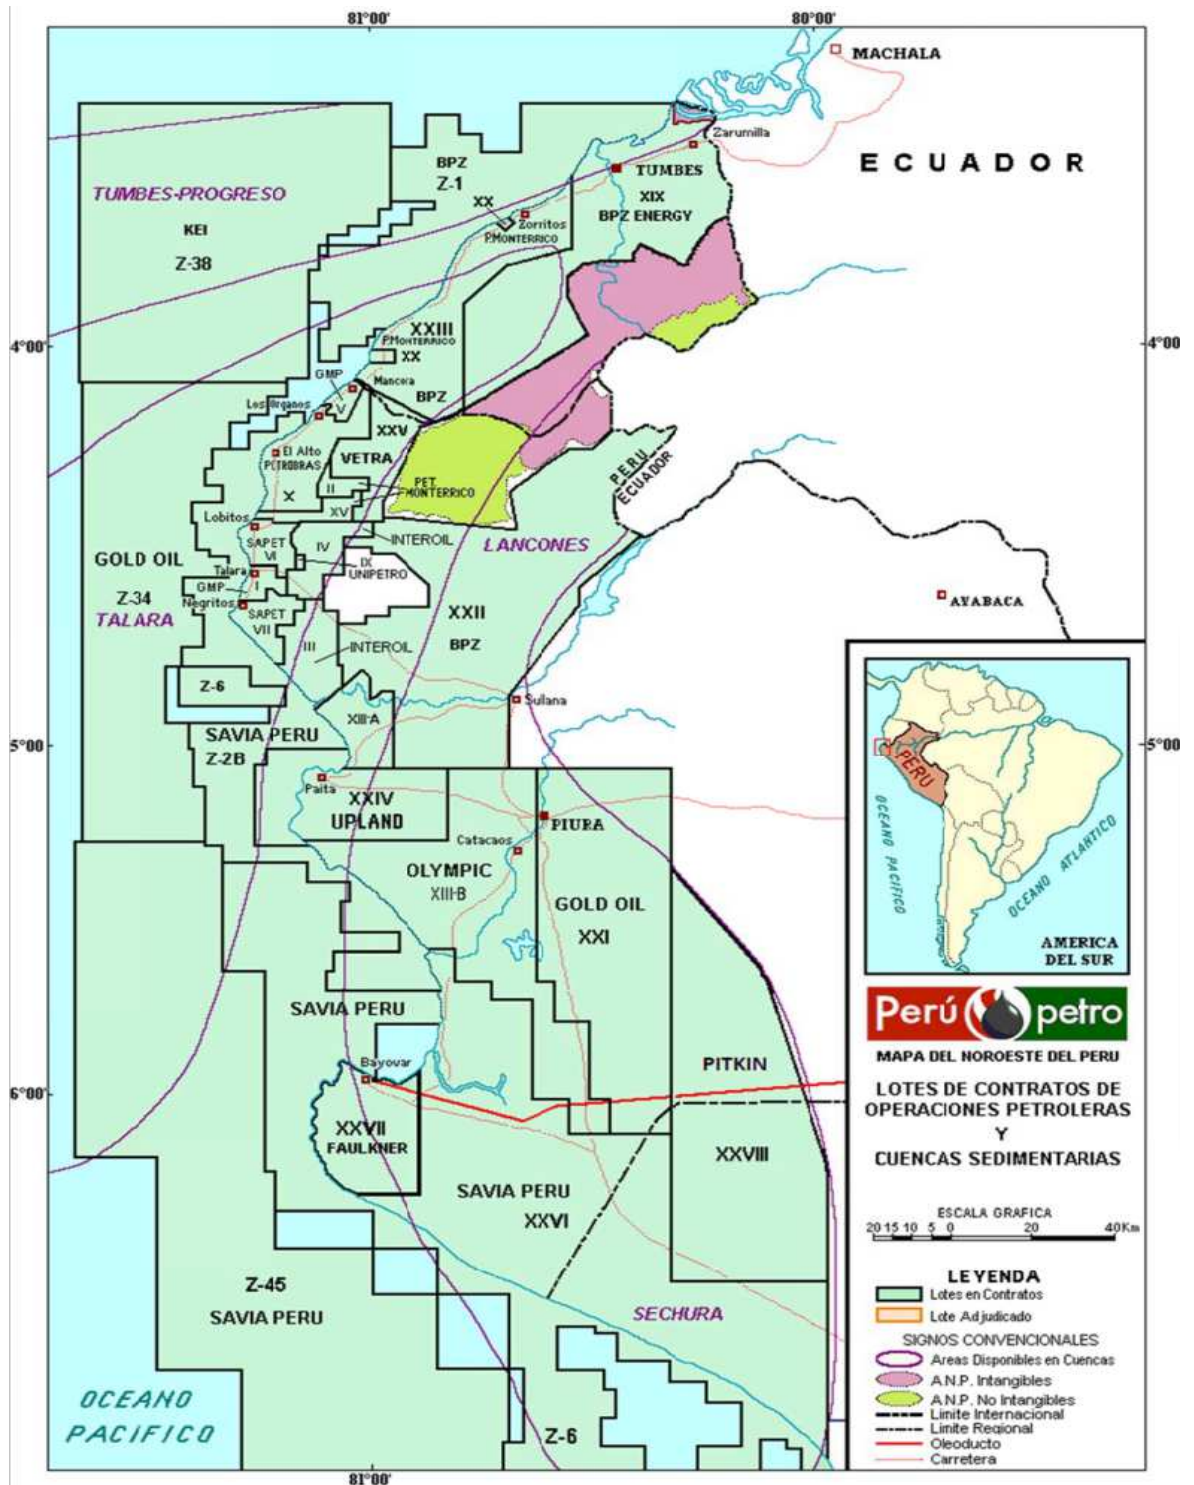 81°00'
80°00'
MACHALA
Zarumilla
ECUADOR
BPZ
Z-1
TUMBES
XIX
BPZ ENERGY
TUMBES-PROGRESO
XX
Zorritos
P.MONTERRICO
KEI
Z-38
4°00'
4°00'
XXIII
P.MONTERRICO
XX
GMP
Mancora
BPZ
Los Organos
V
XXV
VETRA
El Alto
PETROBRAS
PERU
ECUADOR
X
II
PET.
MONTERRICO
XV
Lobitos
SAPET
VI
IV
INTEROIL
LANCONES
GOLD OIL
Z-34
TALARA
IX
UNIPETRO
Talara
I
GMP
Negritos
SAPET
VII
III
INTEROIL
XXII
BPZ
AYABACA
Z-6
Sullana
XIII-A
SAVIA PERU
Z-2B
5°00'
5°00'
Paita
XXIV
UPLAND
PIURA
Catacaos
OLYMPIC
XIII-B
GOLD OIL
XXI
SAVIA PERU
Bayovar
PITKIN
6°00'
XXVII
FAULKNER
XXVIII
SAVIA PERU
XXVI
Z-45
SAVIA PERU
SECHURA
OCEANO
PACIFICO
Z-6
81°00'
PERU
OCEANO PACIFICO
OCEANO ATLANTICO
AMERICA
DEL SUR
Perú petro
MAPA DEL NOROESTE DEL PERU
LOTES DE CONTRATOS DE
OPERACIONES PETROLERAS
Y
CUENCAS SEDIMENTARIAS
ESCALA GRAFICA
20 15 10 5 0 20 40 Km
LEYENDA
Lotes en Contratos
Lote Adjudicado
SIGNOS CONVENCIONALES
Areas Disponibles en Cuencas
A.N.P. Intangibles
A.N.P. No Intangibles
Limite Internacional
Limite Regional
Oleoducto
Carretera